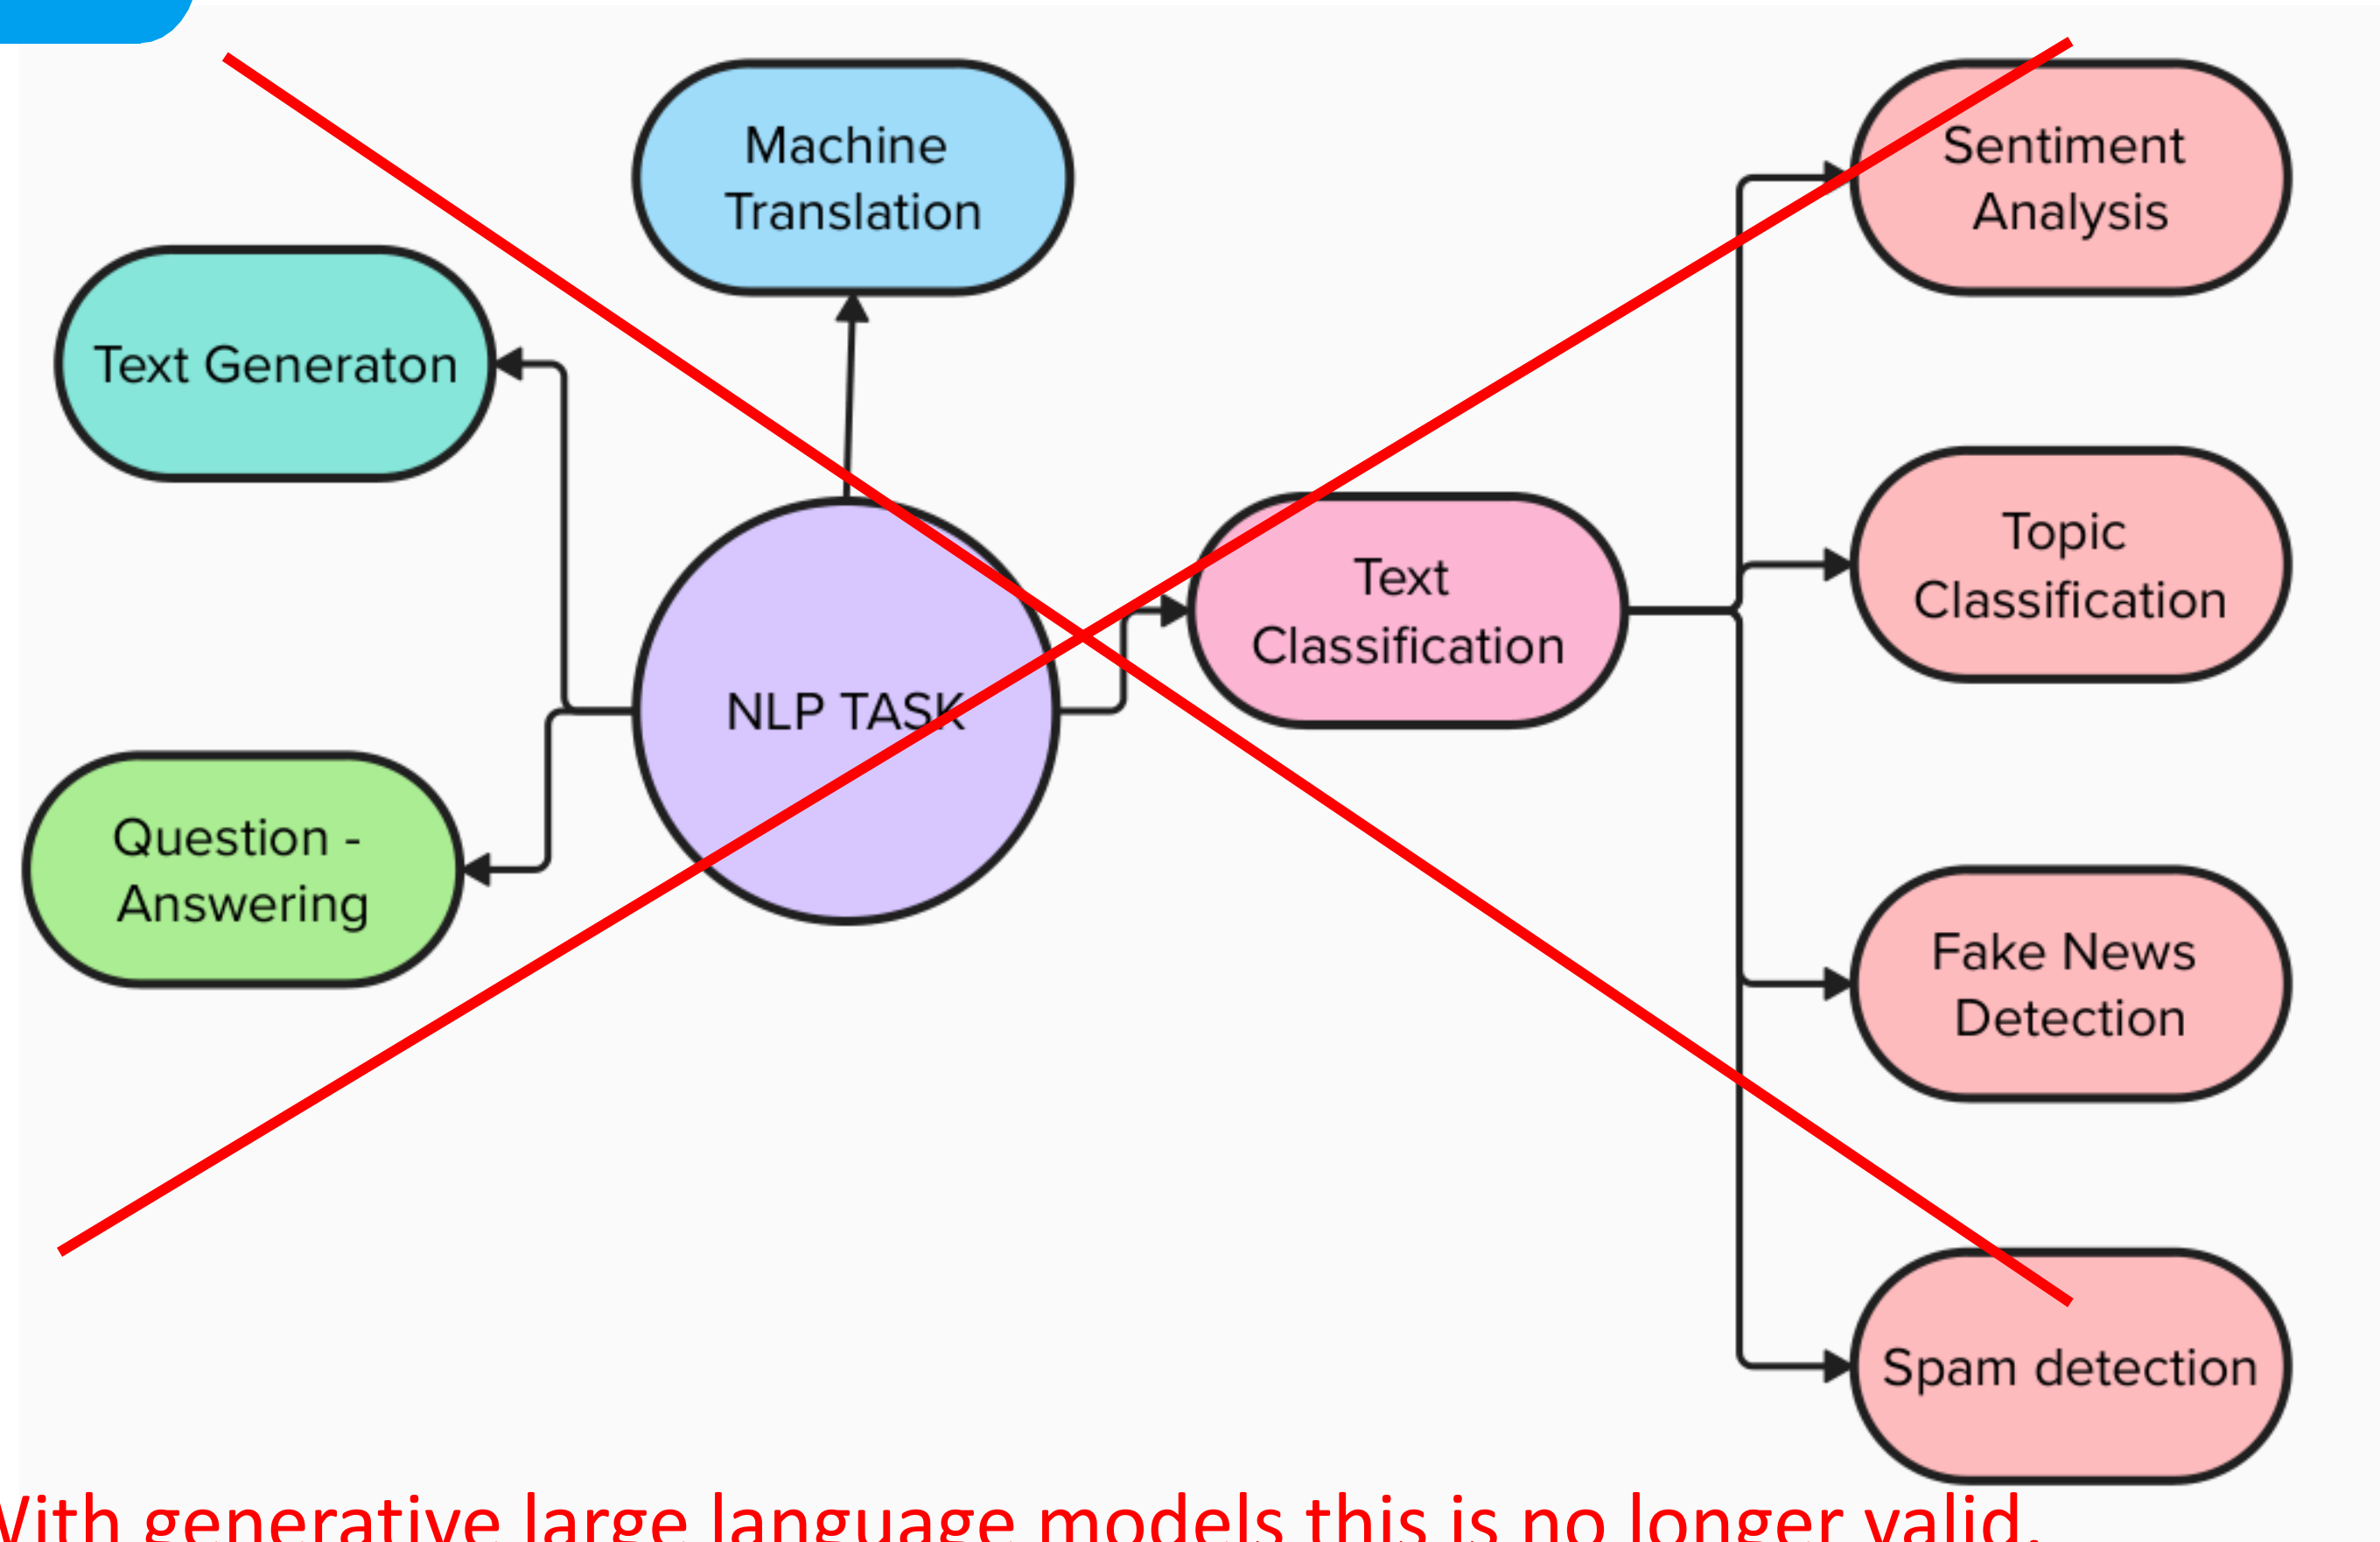 Machine
Translation
Sentiment
Analysis
Text Generaton
Topic
Classification
Text
Classification
NLP TASK
Question -
Answering
Fake News
Detection
Spam detection
With generative large language models this is no longer valid.